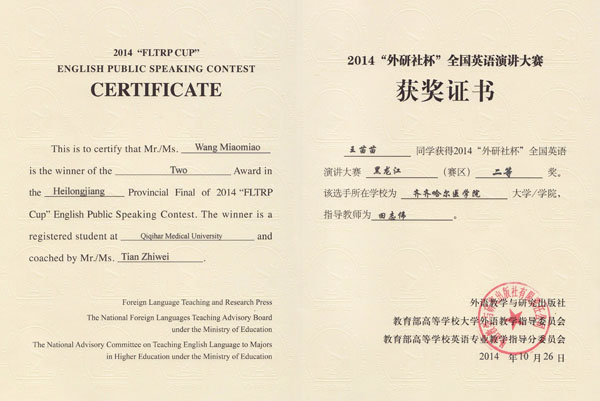 2014 “FLTRP CUP”
ENGLISH PUBLIC SPEAKING CONTEST
CERTIFICATE
This is to certify that Mr./Ms. Wang Miaomiao
is the winner of the Two Award in
the Heilongjiang Provincial Final of 2014 “FLTRP
Cup” English Public Speaking Contest. The winner is a
registered student at Qiqihar Medical University and
coached by Mr./Ms. Tian Zhiwei.
Foreign Language Teaching and Research Press
The National Foreign Languages Teaching Advisory Board
under the Ministry of Education
The National Advisory Committee on Teaching English Language to Majors
in Higher Education under the Ministry of Education
2014“外研社杯”全国英语演讲大赛
获奖证书
王苗苗 同学获得2014“外研社杯”全国英语
演讲大赛 黑龙江 (赛区) 二等 奖。
该选手所在学校为 齐齐哈尔医学院 大学/学院,
指导教师为 田志伟 。
外语教学与研究出版社
教育部高等学校大学外语教学指导委员会
教育部高等学校英语专业教学指导分委员会
2014 年10月26日